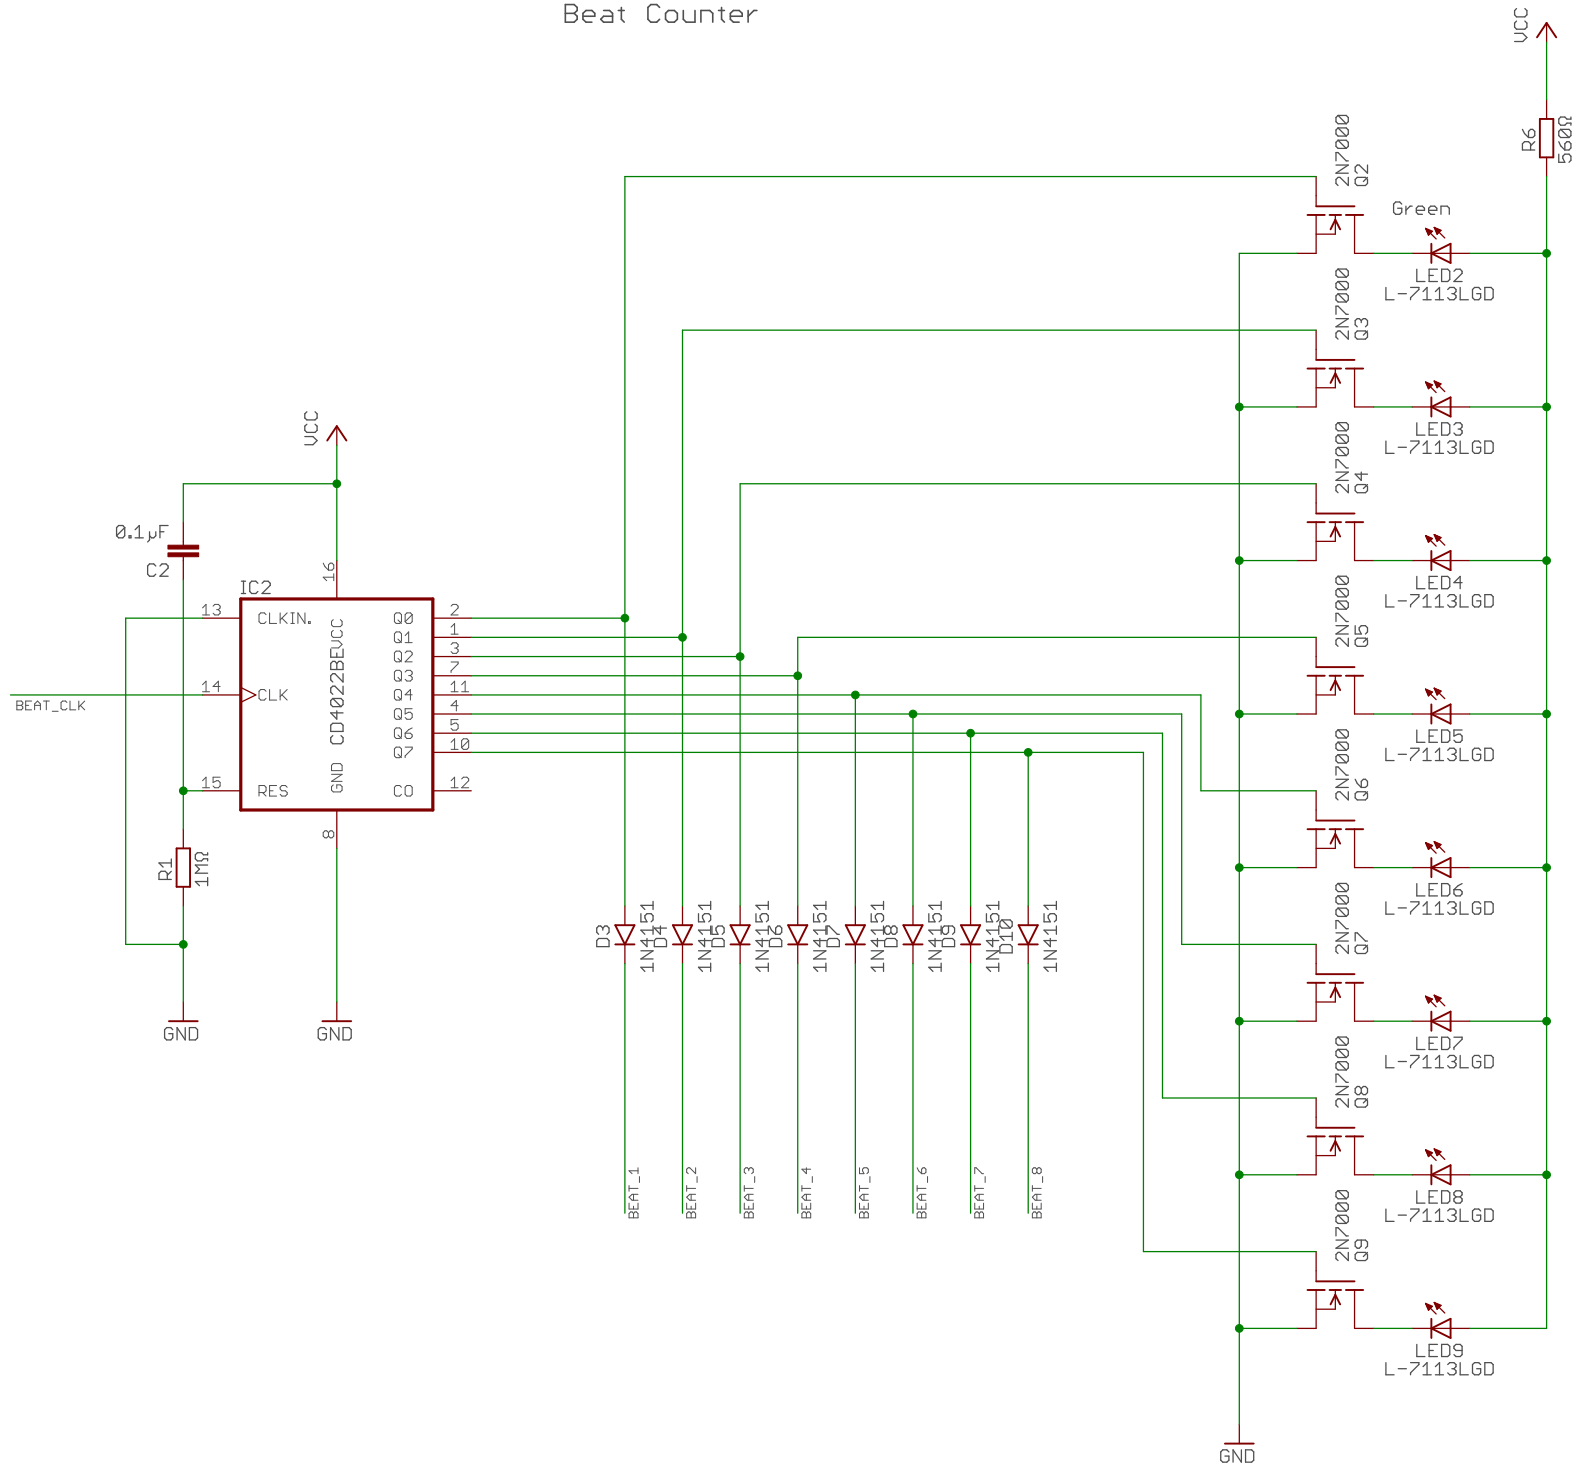 Beat Counter
VCC
R6
560Ω
2N7000
Q2
Green
LED2
L-7113LGD
2N7000
Q3
LED3
L-7113LGD
2N7000
Q4
LED4
L-7113LGD
2N7000
Q5
LED5
L-7113LGD
2N7000
Q6
LED6
L-7113LGD
2N7000
Q7
LED7
L-7113LGD
2N7000
Q8
LED8
L-7113LGD
2N7000
Q9
LED9
L-7113LGD
GND
VCC
0.1µF
C2
IC2
16
13
CLKIN.
14
CLK
BEAT_CLK
15
RES
GND CD4022BEVCC
8
Q0
2
Q1
1
Q2
3
Q3
7
Q4
11
Q5
4
Q6
5
Q7
10
CO
12
R1
1MΩ
GND
GND
D3
1N4151
D4
1N4151
D5
1N4151
D6
1N4151
D7
1N4151
D8
1N4151
D9
1N4151
D10
1N4151
BEAT_1
BEAT_2
BEAT_3
BEAT_4
BEAT_5
BEAT_6
BEAT_7
BEAT_8